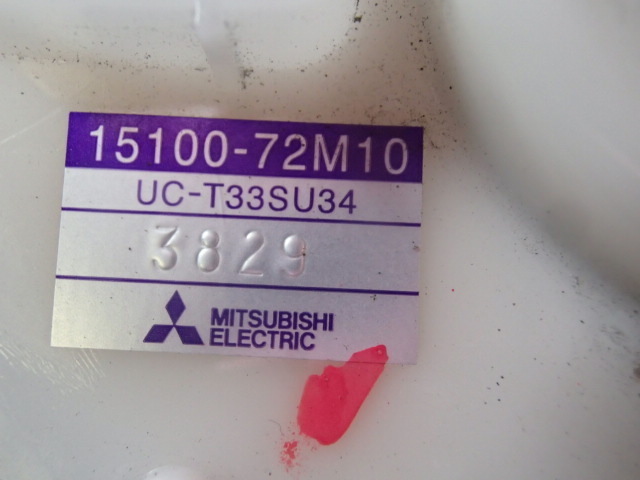 15100-72M10
UC-T33SU34
3829
MITSUBISHI
ELECTRIC